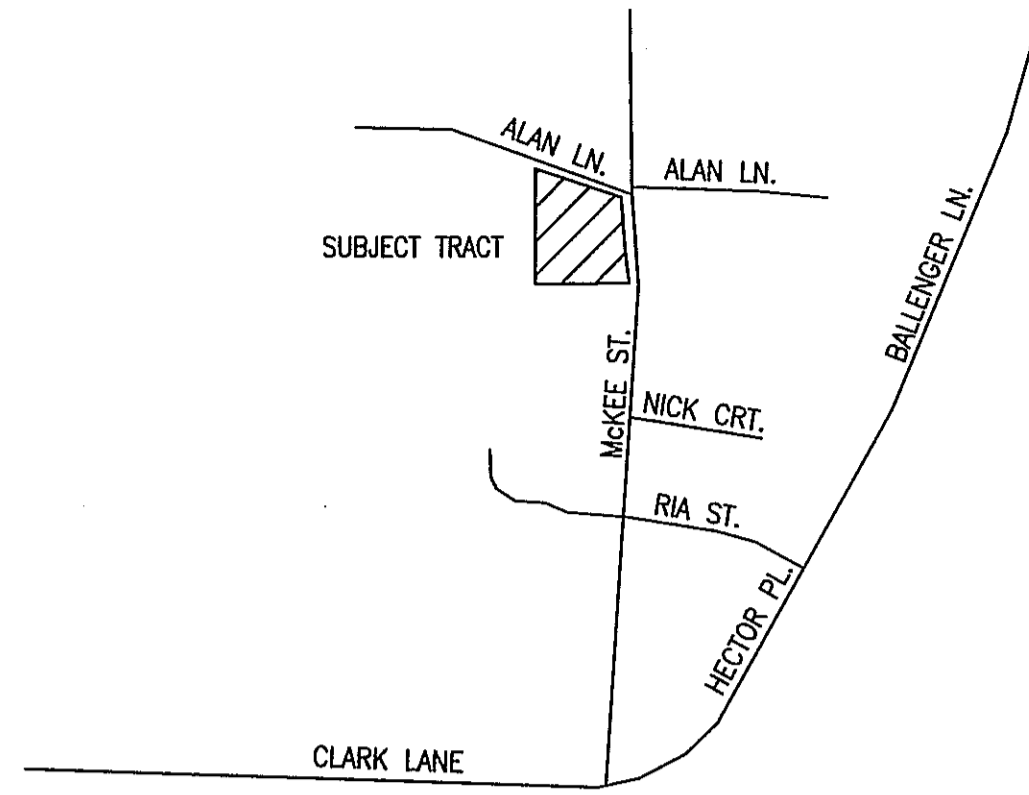 ALAN LN.
ALAN LN.
SUBJECT TRACT
BALLENGER LN.
McKEE ST.
NICK CRT.
RIA ST.
HECTOR PL.
CLARK LANE